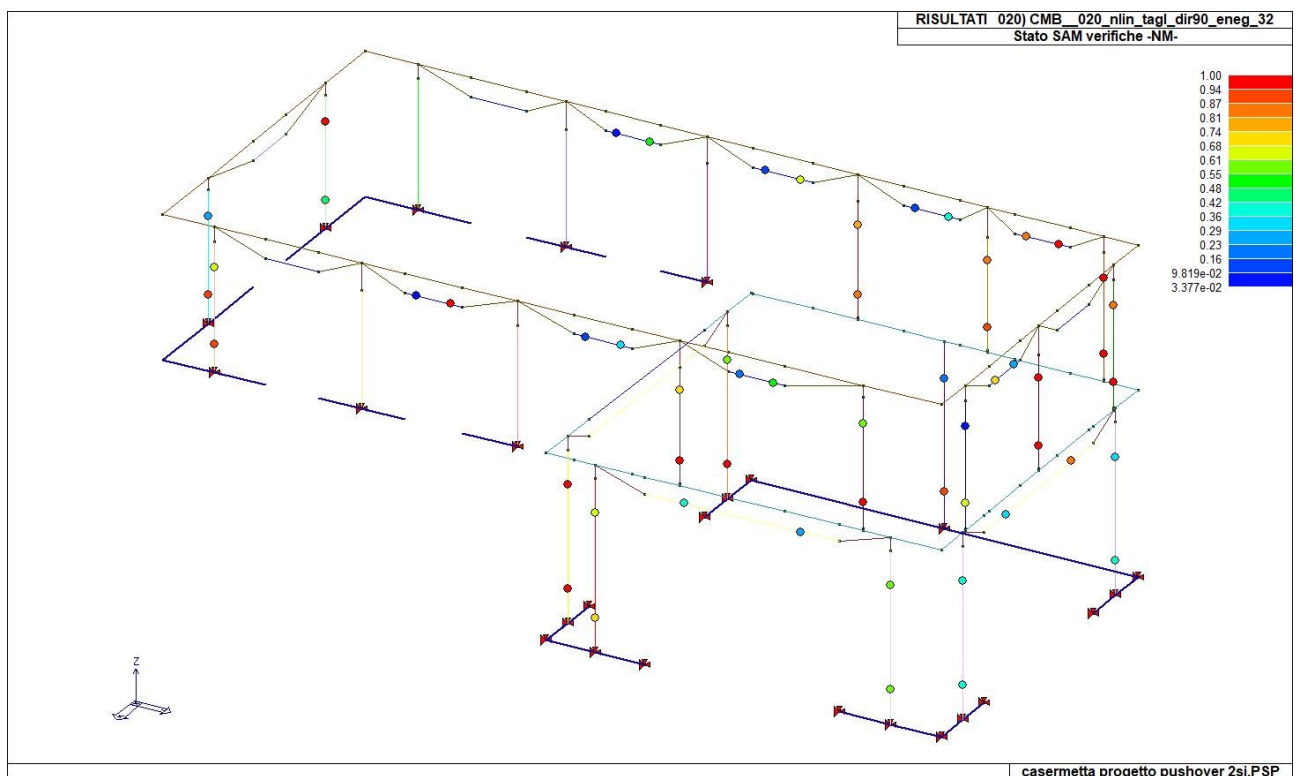 RISULTATI 020) CMB__020_nlin_tagl_dir90_eneg_32
Stato SAM verifiche -NM-
1.00
0.94
0.87
0.81
0.74
0.68
0.61
0.55
0.48
0.42
0.36
0.29
0.23
0.16
9.819e-02
3.377e-02
Z
casermetta progetto pushover 2si.PSP